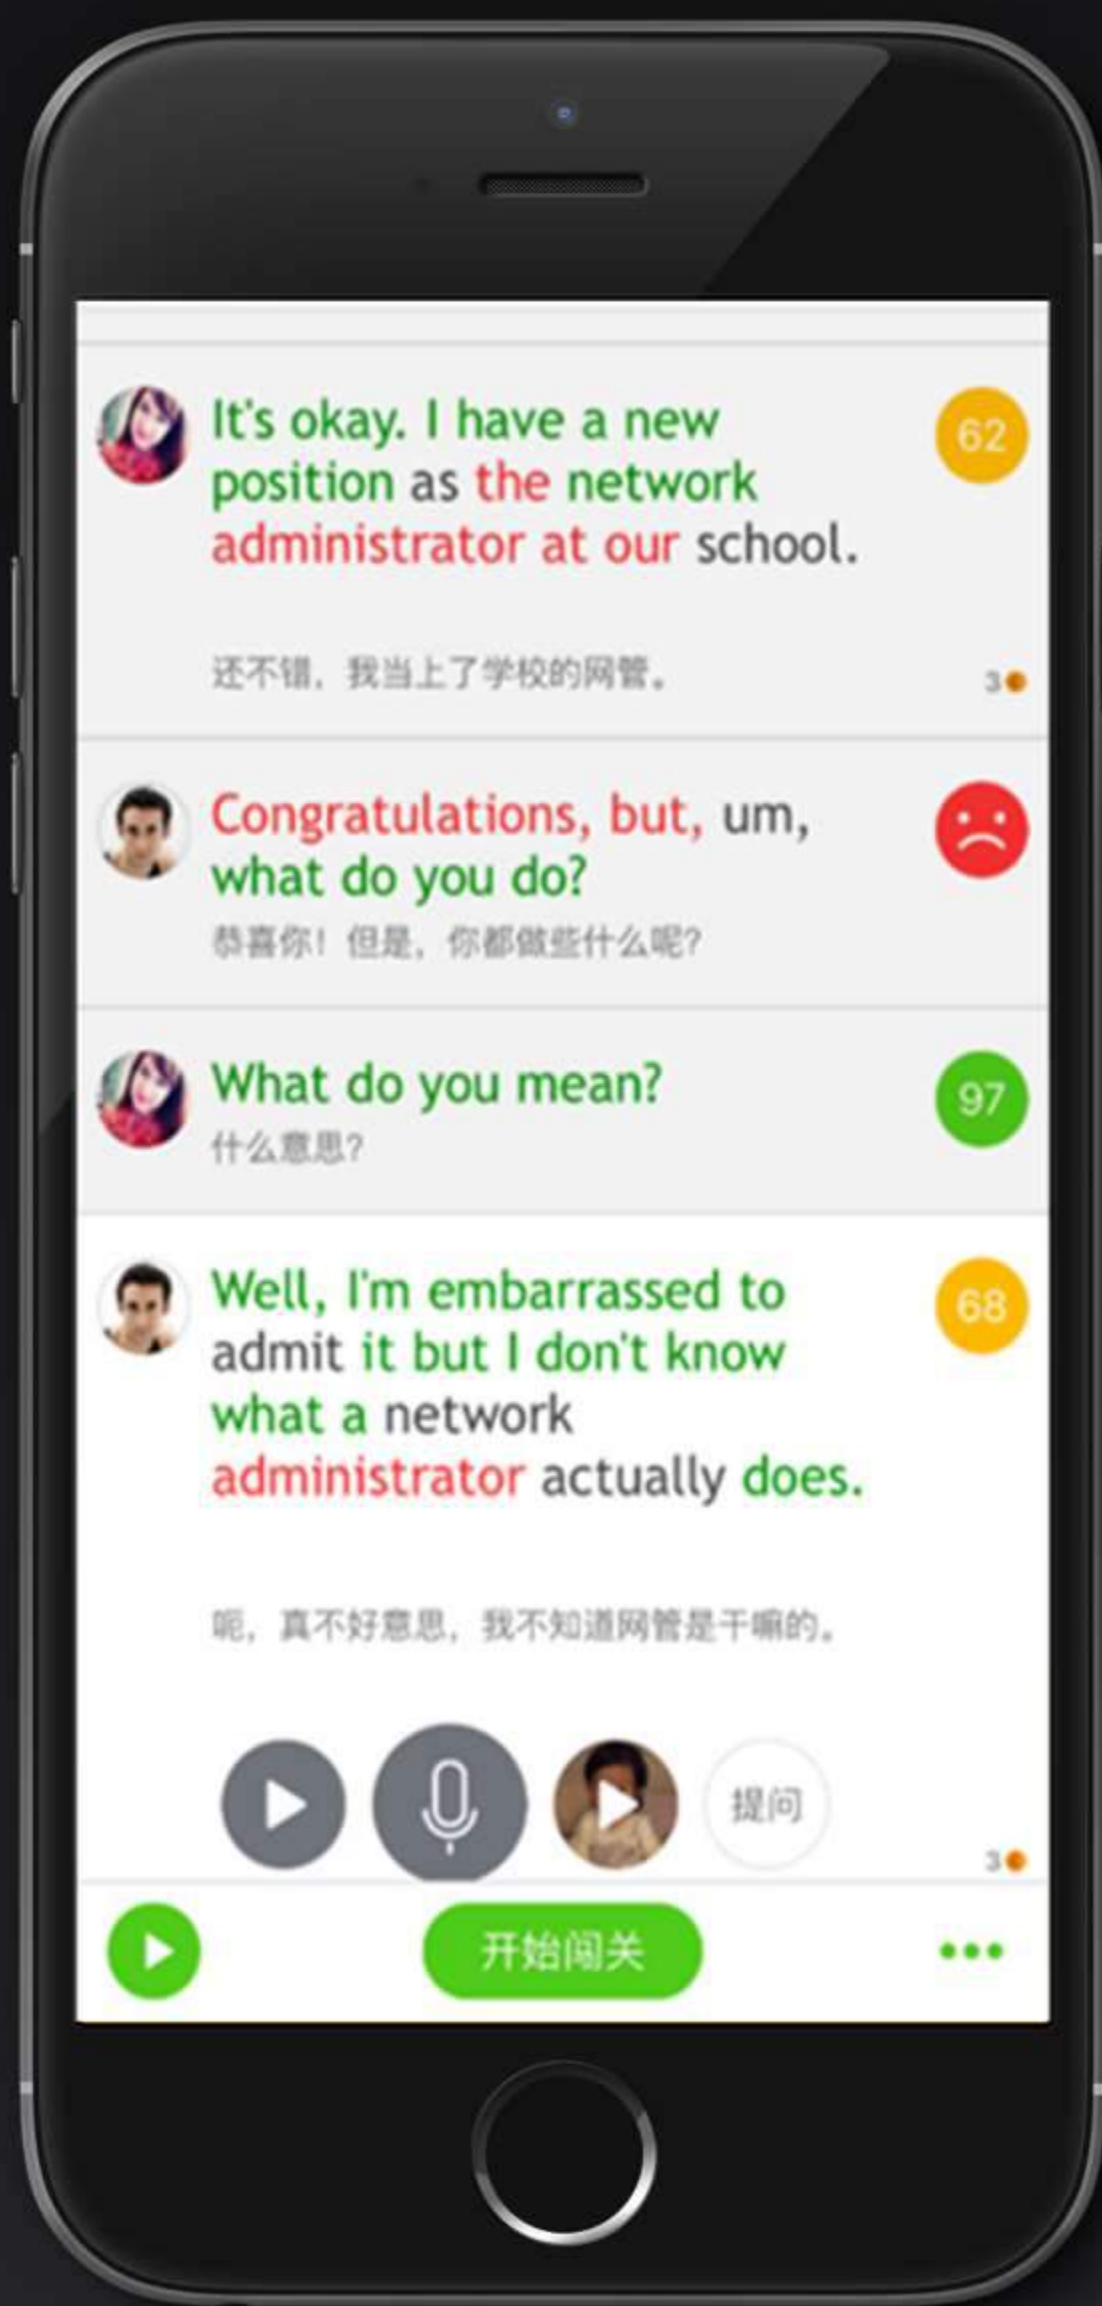 It's okay. I have a new
62
position as the network
administrator at our school.
还不错，我当上了学校的网管。
3
Congratulations, but, um,
what do you do?
恭喜你！但是，你都做些什么呢？
What do you mean?
97
什么意思？
Well, I'm embarrassed to
68
admit it but I don't know
what a network
administrator actually does.
呃，真不好意思，我不知道网管是干嘛的。
提问
3
开始闯关